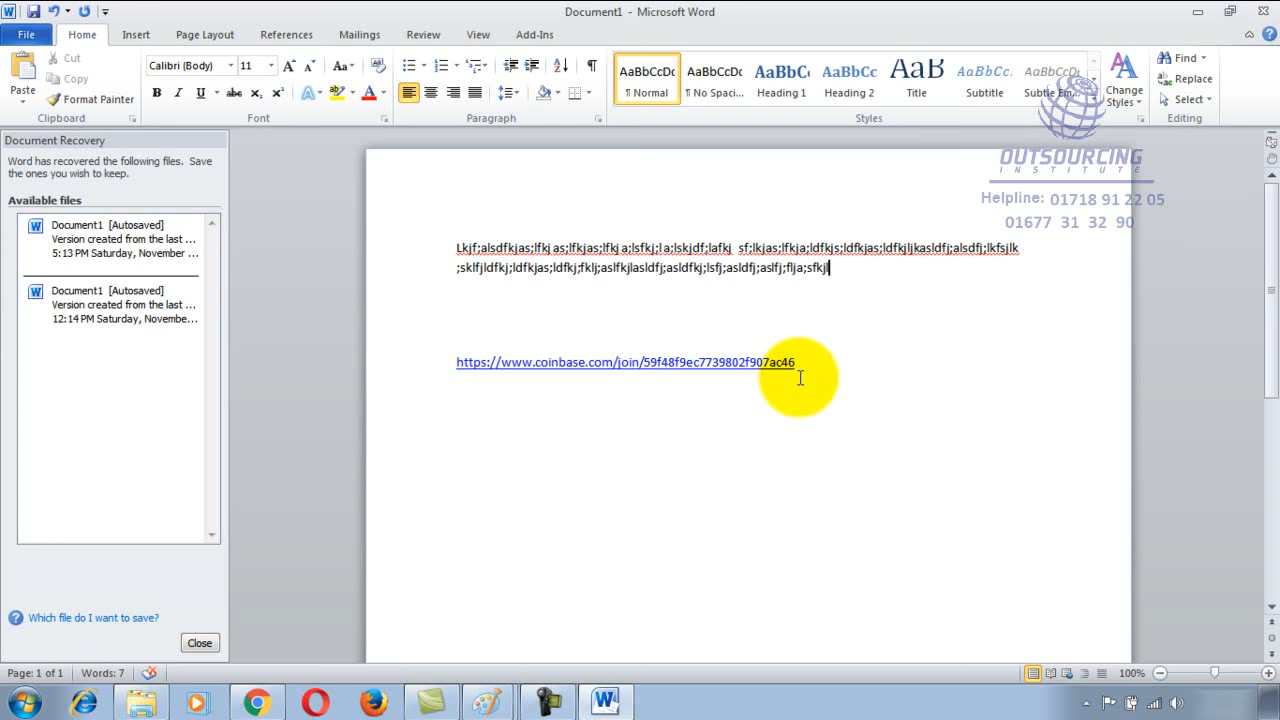 Document1 - Microsoft Word
File Home Insert Page Layout References Mailings Review View Add-Ins
Paste
Cut
Copy
Format Painter
Clipboard
Calibri (Body) 11
Font
Paragraph
AaBbCcDc
¶ Normal
AaBbCcDc
¶ No Spaci...
AaBbCc
Heading 1
AaBbCc
Heading 2
AaB
Title
AaBbCcDc
Subtitle
AaBbCcDc
Subtle Em...
Change
Styles
Styles
Find
Replace
Select
Editing
OUTSOURCING
INSTITUTE
Helpline: 01718 91 22 05
01677 31 32 90
Document Recovery
Word has recovered the following files. Save
the ones you wish to keep.
Available files
Document1 [Autosaved]
Version created from the last ...
5:13 PM Saturday, November ...
Document1 [Autosaved]
Version created from the last ...
12:14 PM Saturday, Novembe...
Which file do I want to save?
Close
Lkjf;alsdfkjas;lfkj as;lfkjas;lfkj a;lsfkj;l a;lskjdf;lafkj sf;lkjas;lfkja;ldfkjs;ldfkjas;ldfkjljkasldfj;alsdfj;lkfsjlk
;sklfjldfkj;ldfkjas;ldfkj;fklj;aslfkjlasldfj;asldfkj;lsfj;asldfj;aslfj;flja;sfkjl
https://www.coinbase.com/join/59f48f9ec7739802f907ac46
Page: 1 of 1 Words: 7
100%